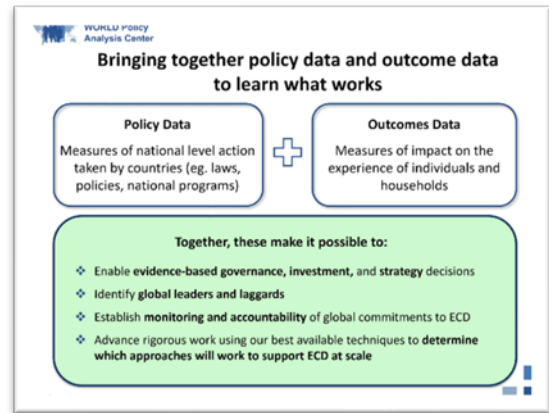 WORLD Policy
Analysis Center
Bringing together policy data and outcome data
to learn what works
Policy Data
Measures of national level action
taken by countries (eg. laws,
policies, national programs)
Outcomes Data
Measures of impact on the
experience of individuals and
households
Together, these make it possible to:
❖ Enable evidence-based governance, investment, and strategy decisions
❖ Identify global leaders and laggards
❖ Establish monitoring and accountability of global commitments to ECD
❖ Advance rigorous work using our best available techniques to determine
which approaches will work to support ECD at scale